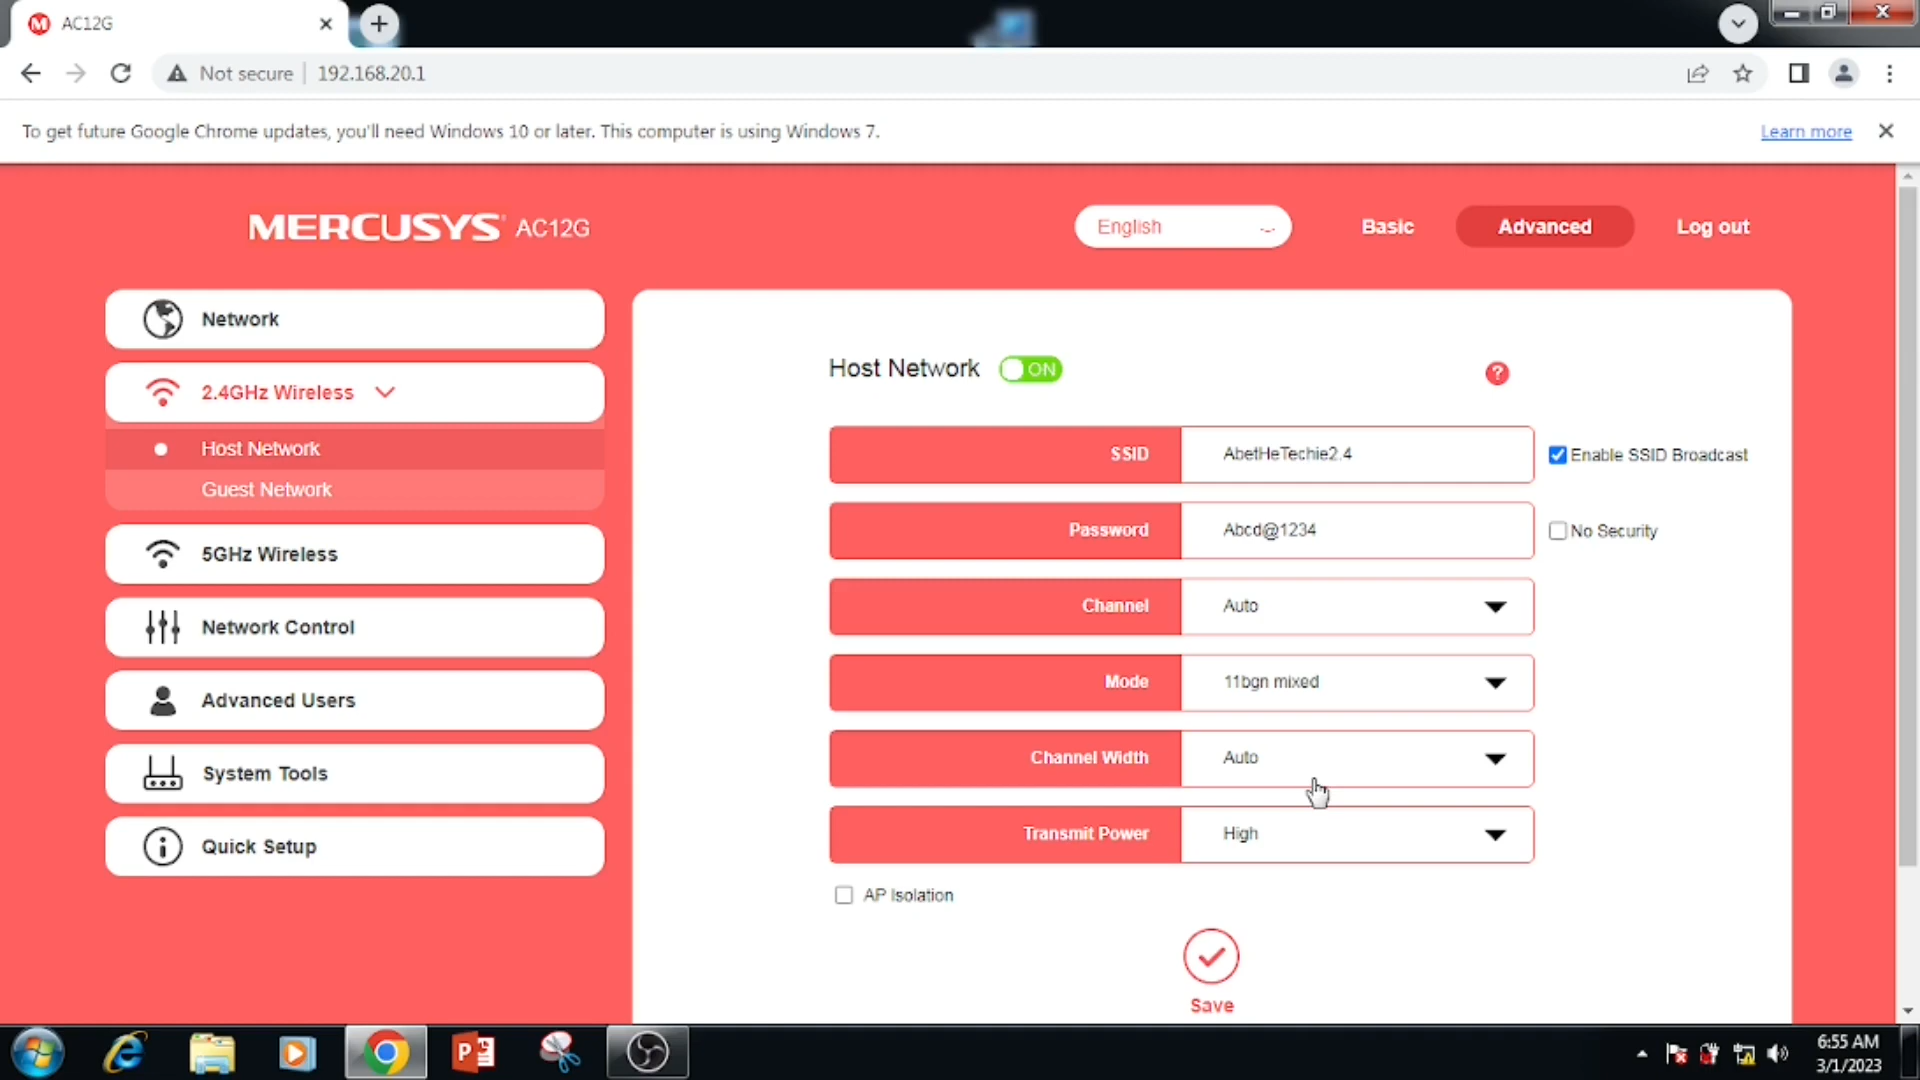 AC12G
Not secure
192.168.20.1
To get future Google Chrome updates, you'll need Windows 10 or later. This computer is using Windows 7.
Learn more
MERCUSYS AC12G
English
Basic
Advanced
Log out
Network
2.4GHz Wireless
Host Network
Guest Network
5GHz Wireless
Network Control
Advanced Users
System Tools
Quick Setup
Host Network
ON
?
SSID
AbetHeTechie2.4
Enable SSID Broadcast
Password
Abcd@1234
No Security
Channel
Auto
Mode
11bgn mixed
Channel Width
Auto
Transmit Power
High
AP Isolation
Save
6:55 AM
3/1/2023